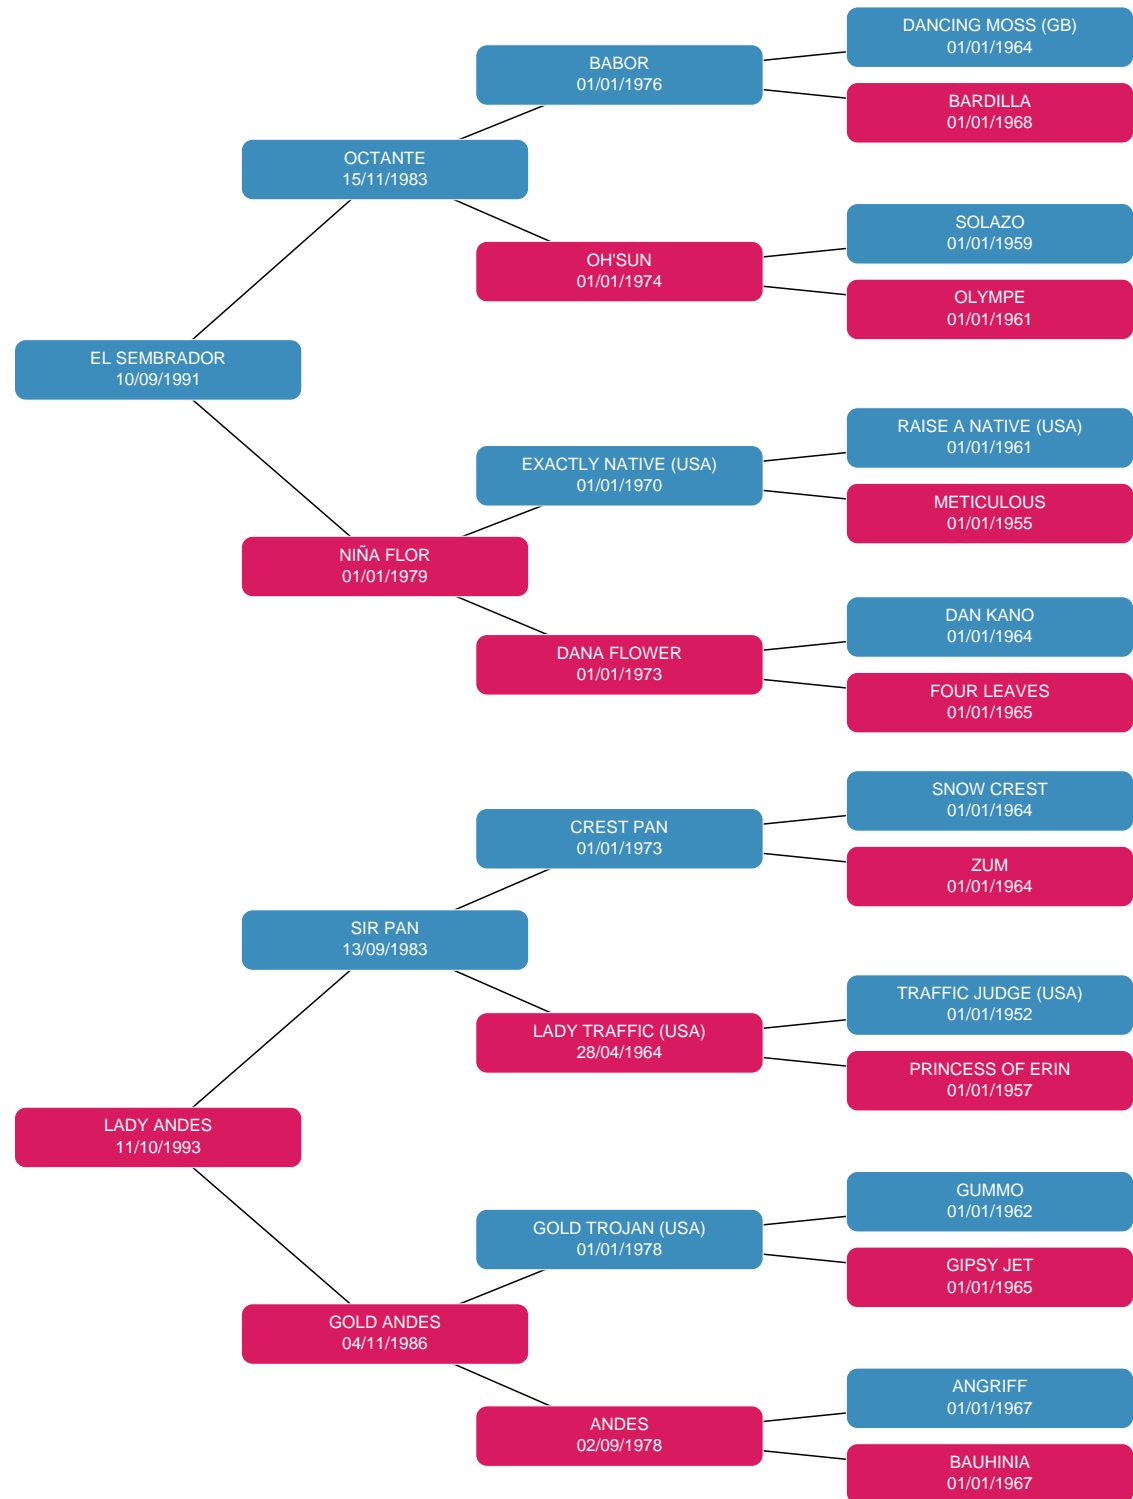 DANCING MOSS (GB)
01/01/1964
BABOR
01/01/1976
BARDILLA
01/01/1968
OCTANTE
15/11/1983
SOLAZO
01/01/1959
OH'SUN
01/01/1974
OLYMPE
01/01/1961
EL SEMBRADOR
10/09/1991
RAISE A NATIVE (USA)
01/01/1961
EXACTLY NATIVE (USA)
01/01/1970
METICULOUS
01/01/1955
NIÑA FLOR
01/01/1979
DAN KANO
01/01/1964
DANA FLOWER
01/01/1973
FOUR LEAVES
01/01/1965
SNOW CREST
01/01/1964
CREST PAN
01/01/1973
ZUM
01/01/1964
SIR PAN
13/09/1983
TRAFFIC JUDGE (USA)
01/01/1952
LADY TRAFFIC (USA)
28/04/1964
PRINCESS OF ERIN
01/01/1957
LADY ANDES
11/10/1993
GUMMO
01/01/1962
GOLD TROJAN (USA)
01/01/1978
GIPSY JET
01/01/1965
GOLD ANDES
04/11/1986
ANGRIFF
01/01/1967
ANDES
02/09/1978
BAUHINIA
01/01/1967